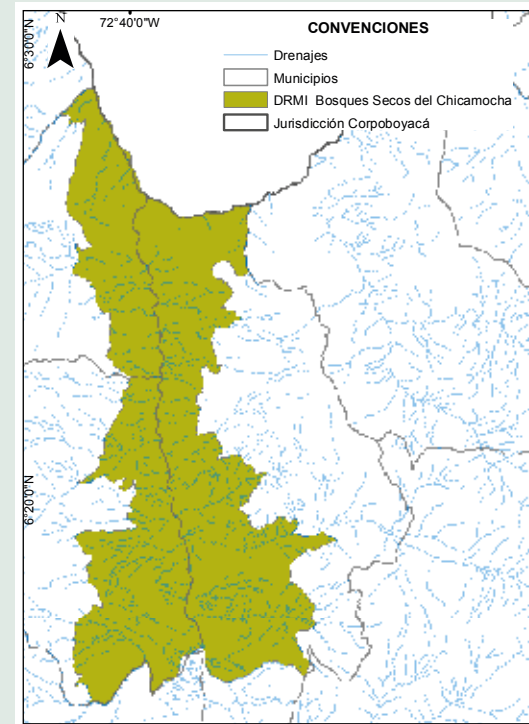 72°40'0"W
6°30'0"N
N
CONVENCIONES
Drenajes
Municipios
DRMI Bosques Secos del Chicamocha
Jurisdicción Corpoboyacá
6°20'0"N